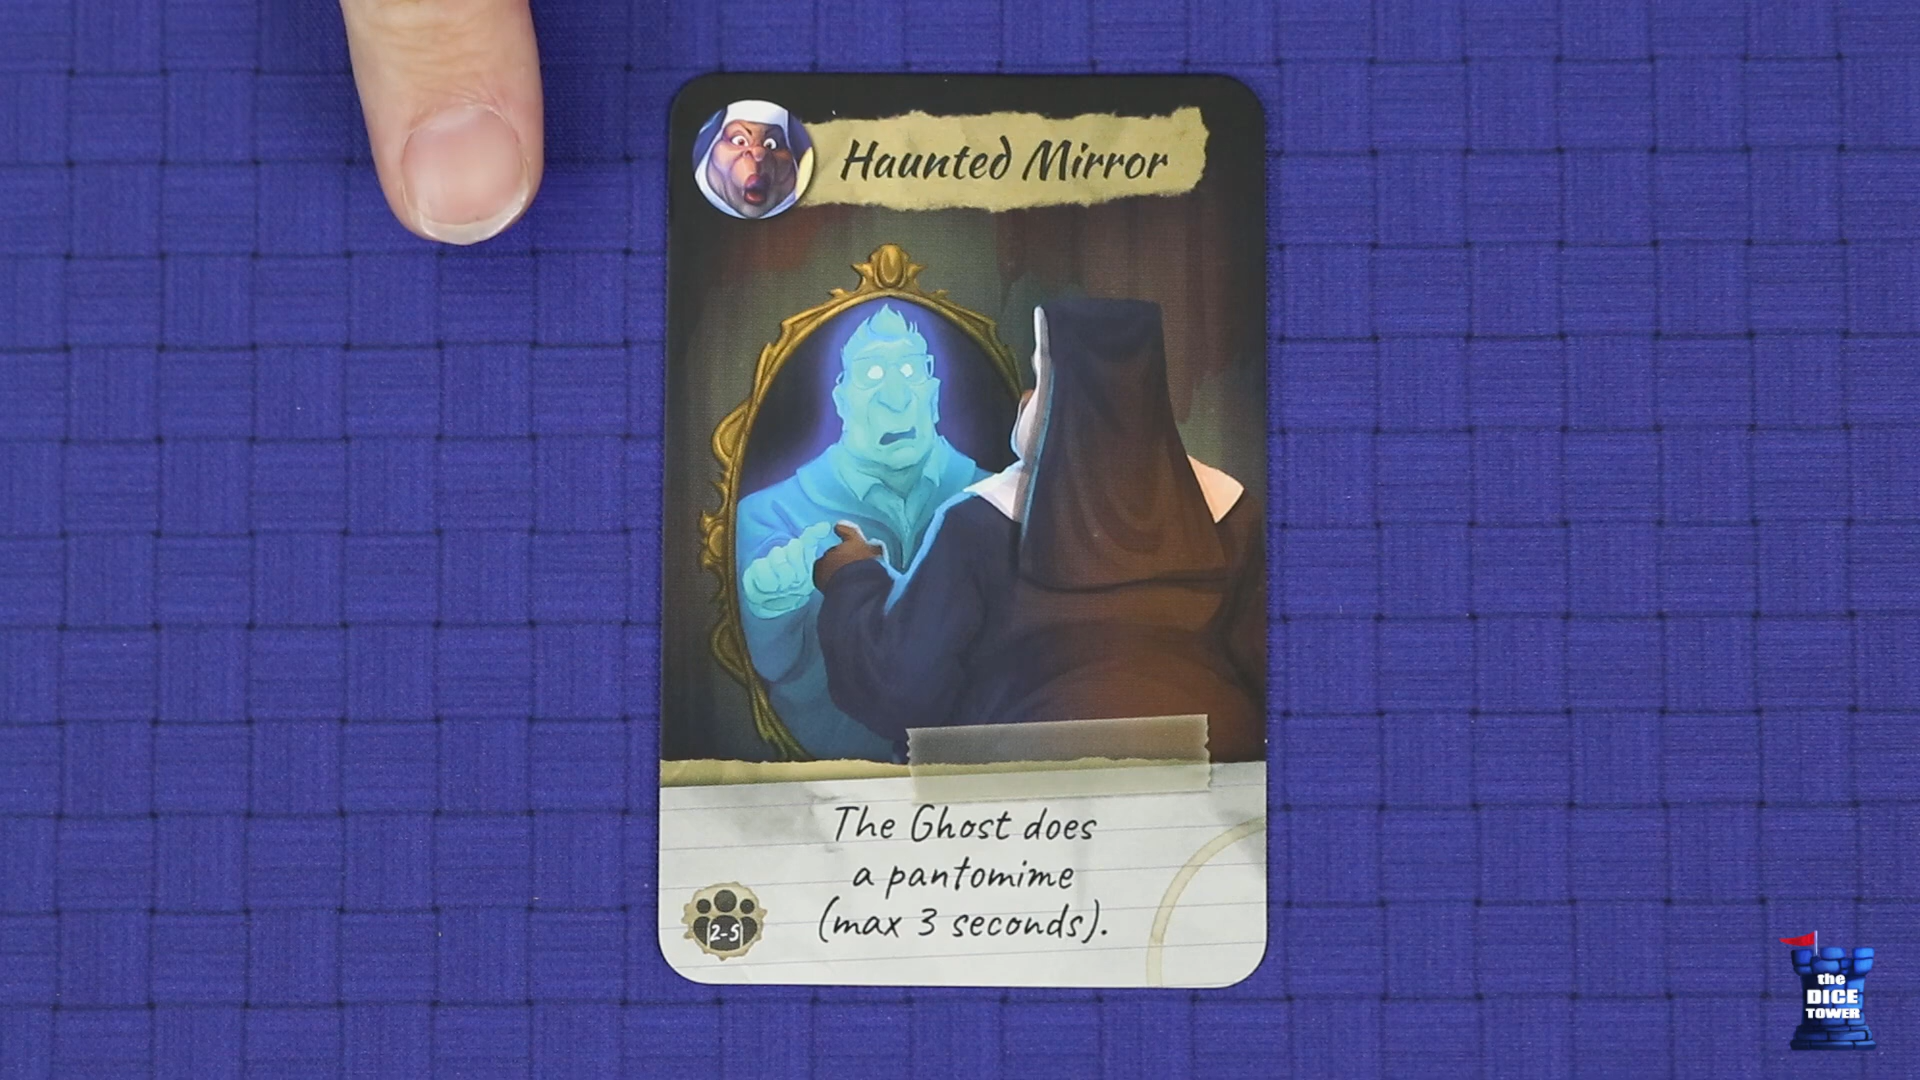 Haunted Mirror
The Ghost does
a pantomime
(max 3 seconds).
2-5
the
DICE
TOWER